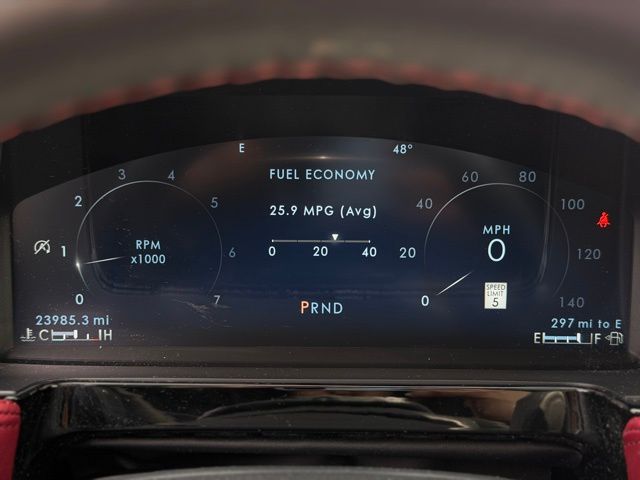 E 48°
FUEL ECONOMY
25.9 MPG (Avg)
0 20 40
0 1 2 3 4 5 6 7
RPM
x1000
0 20 40 60 80 100 120 140
MPH
0
SPEED
LIMIT
5
PRND
23985.3 mi
C H
297 mi to E
E F